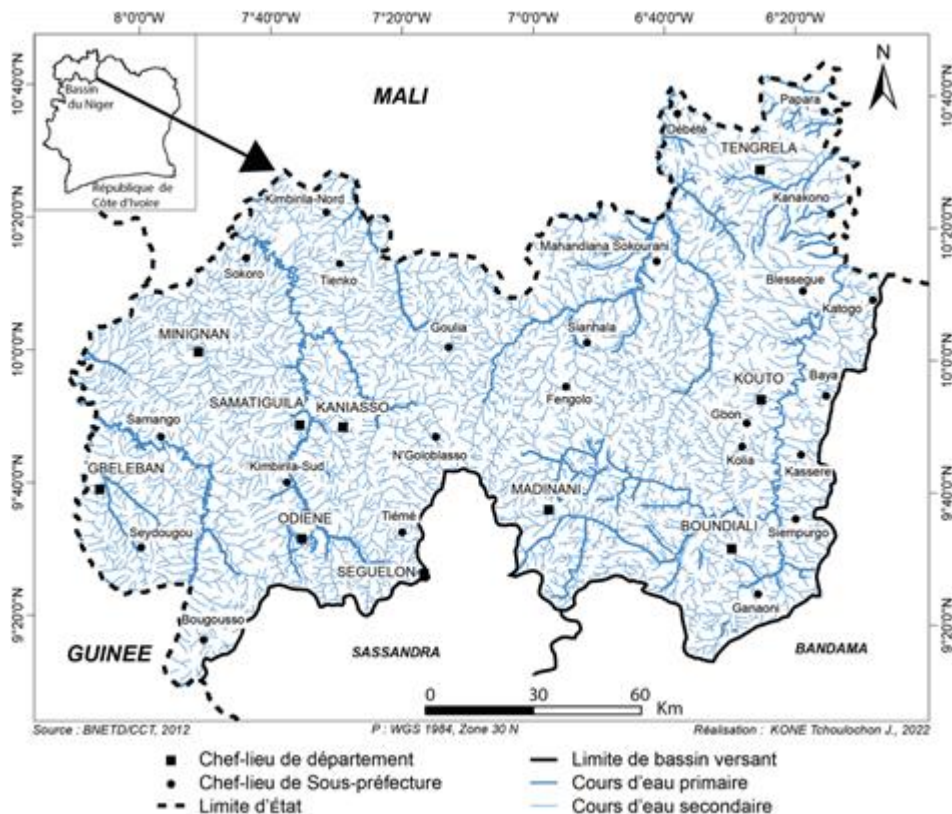 8°0'0"W 7°40'0"W 7°20'0"W 7°0'0"W 6°40'0"W 6°20'0"W
10°40'0"N
10°20'0"N
10°0'0"N
9°40'0"N
9°20'0"N
10°40'0"N
10°20'0"N
10°0'0"N
9°40'0"N
9°20'0"N
Bassin
du Niger
République de
Côte d'Ivoire
MALI
N
Papara
Débété
TENGRELA
Kimbirila-Nord
Kanakono
Mahandiana Sokourani
Sokoro
Tienko
Blessegue
Katogo
Goulia
Sianhala
MINIGNAN
KOUTO
Baya
Fengolo
SAMATIGUILA
KANIASSO
Gbon
Samango
N'Goloblasso
Kolia
Kassere
GBELEBAN
Kimbirila-Sud
MADINANI
ODIENE
Tiémé
BOUNDIALI
Siempurgo
Seydougou
SEGUELON
Ganaoni
Bougousso
GUINEE
SASSANDRA
BANDAMA
0 30 60
Km
Source : BNETD/CCT, 2012 P : WGS 1984, Zone 30 N Réalisation : KONE Tchoulochon J., 2022
Chef-lieu de département
Chef-lieu de Sous-préfecture
Limite d'État
Limite de bassin versant
Cours d'eau primaire
Cours d'eau secondaire